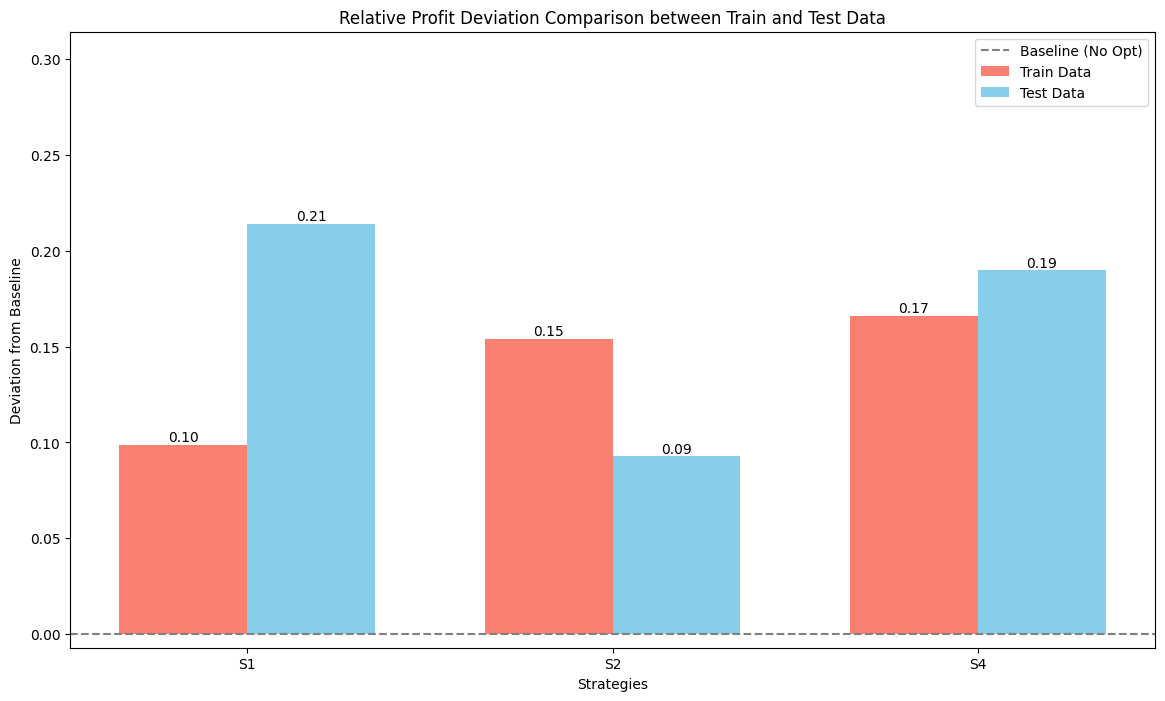 Relative Profit Deviation Comparison between Train and Test Data
Baseline (No Opt)
Train Data
Test Data
Deviation from Baseline
0.30
0.25
0.20
0.15
0.10
0.05
0.00
0.10
0.21
0.15
0.09
0.17
0.19
S1
S2
S4
Strategies